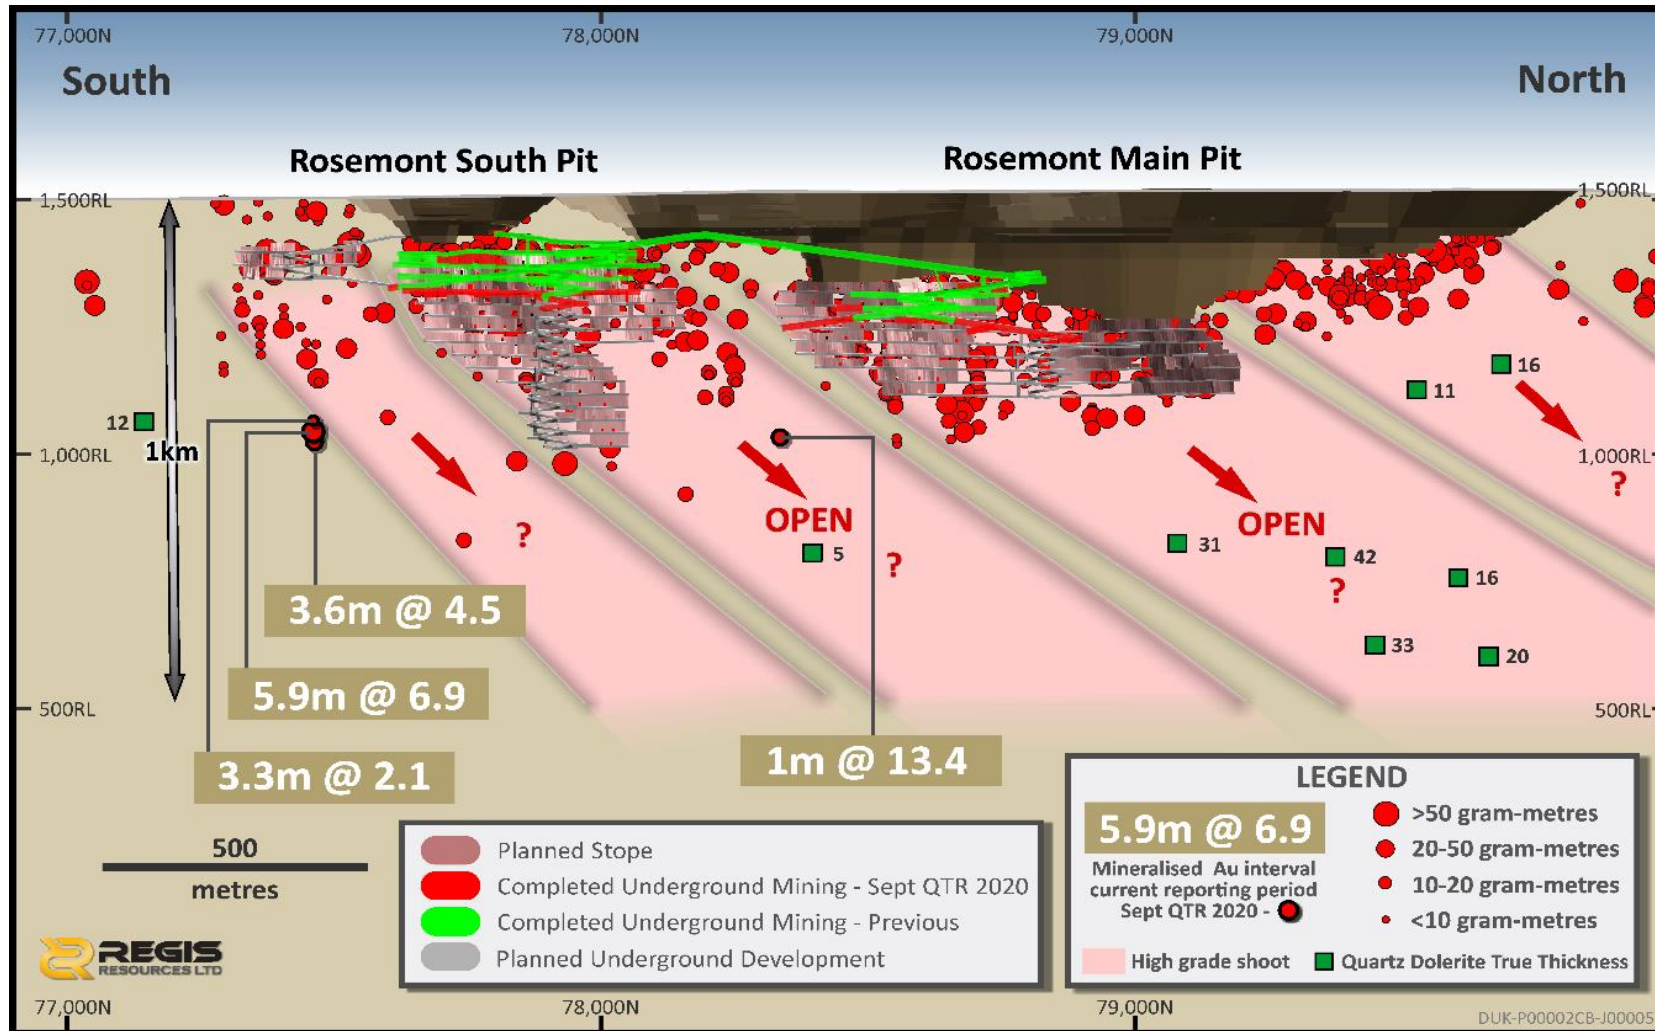 77,000N
78,000N
79,000N
South
North
Rosemont South Pit
Rosemont Main Pit
1,500RL
1,500RL
16
11
12
1km
1,000RL
1,000RL
?
OPEN
OPEN
?
31
5
42
?
16
?
3.6m @ 4.5
33
20
5.9m @ 6.9
500RL
500RL
3.3m @ 2.1
1m @ 13.4
500
metres
Planned Stope
Completed Underground Mining - Sept QTR 2020
Completed Underground Mining - Previous
Planned Underground Development
LEGEND
5.9m @ 6.9
Mineralised Au interval
current reporting period
Sept QTR 2020 -
>50 gram-metres
20-50 gram-metres
10-20 gram-metres
<10 gram-metres
High grade shoot
Quartz Dolerite True Thickness
REGIS
RESOURCES LTD
77,000N
78,000N
79,000N
DUK-P00002CB-J00005